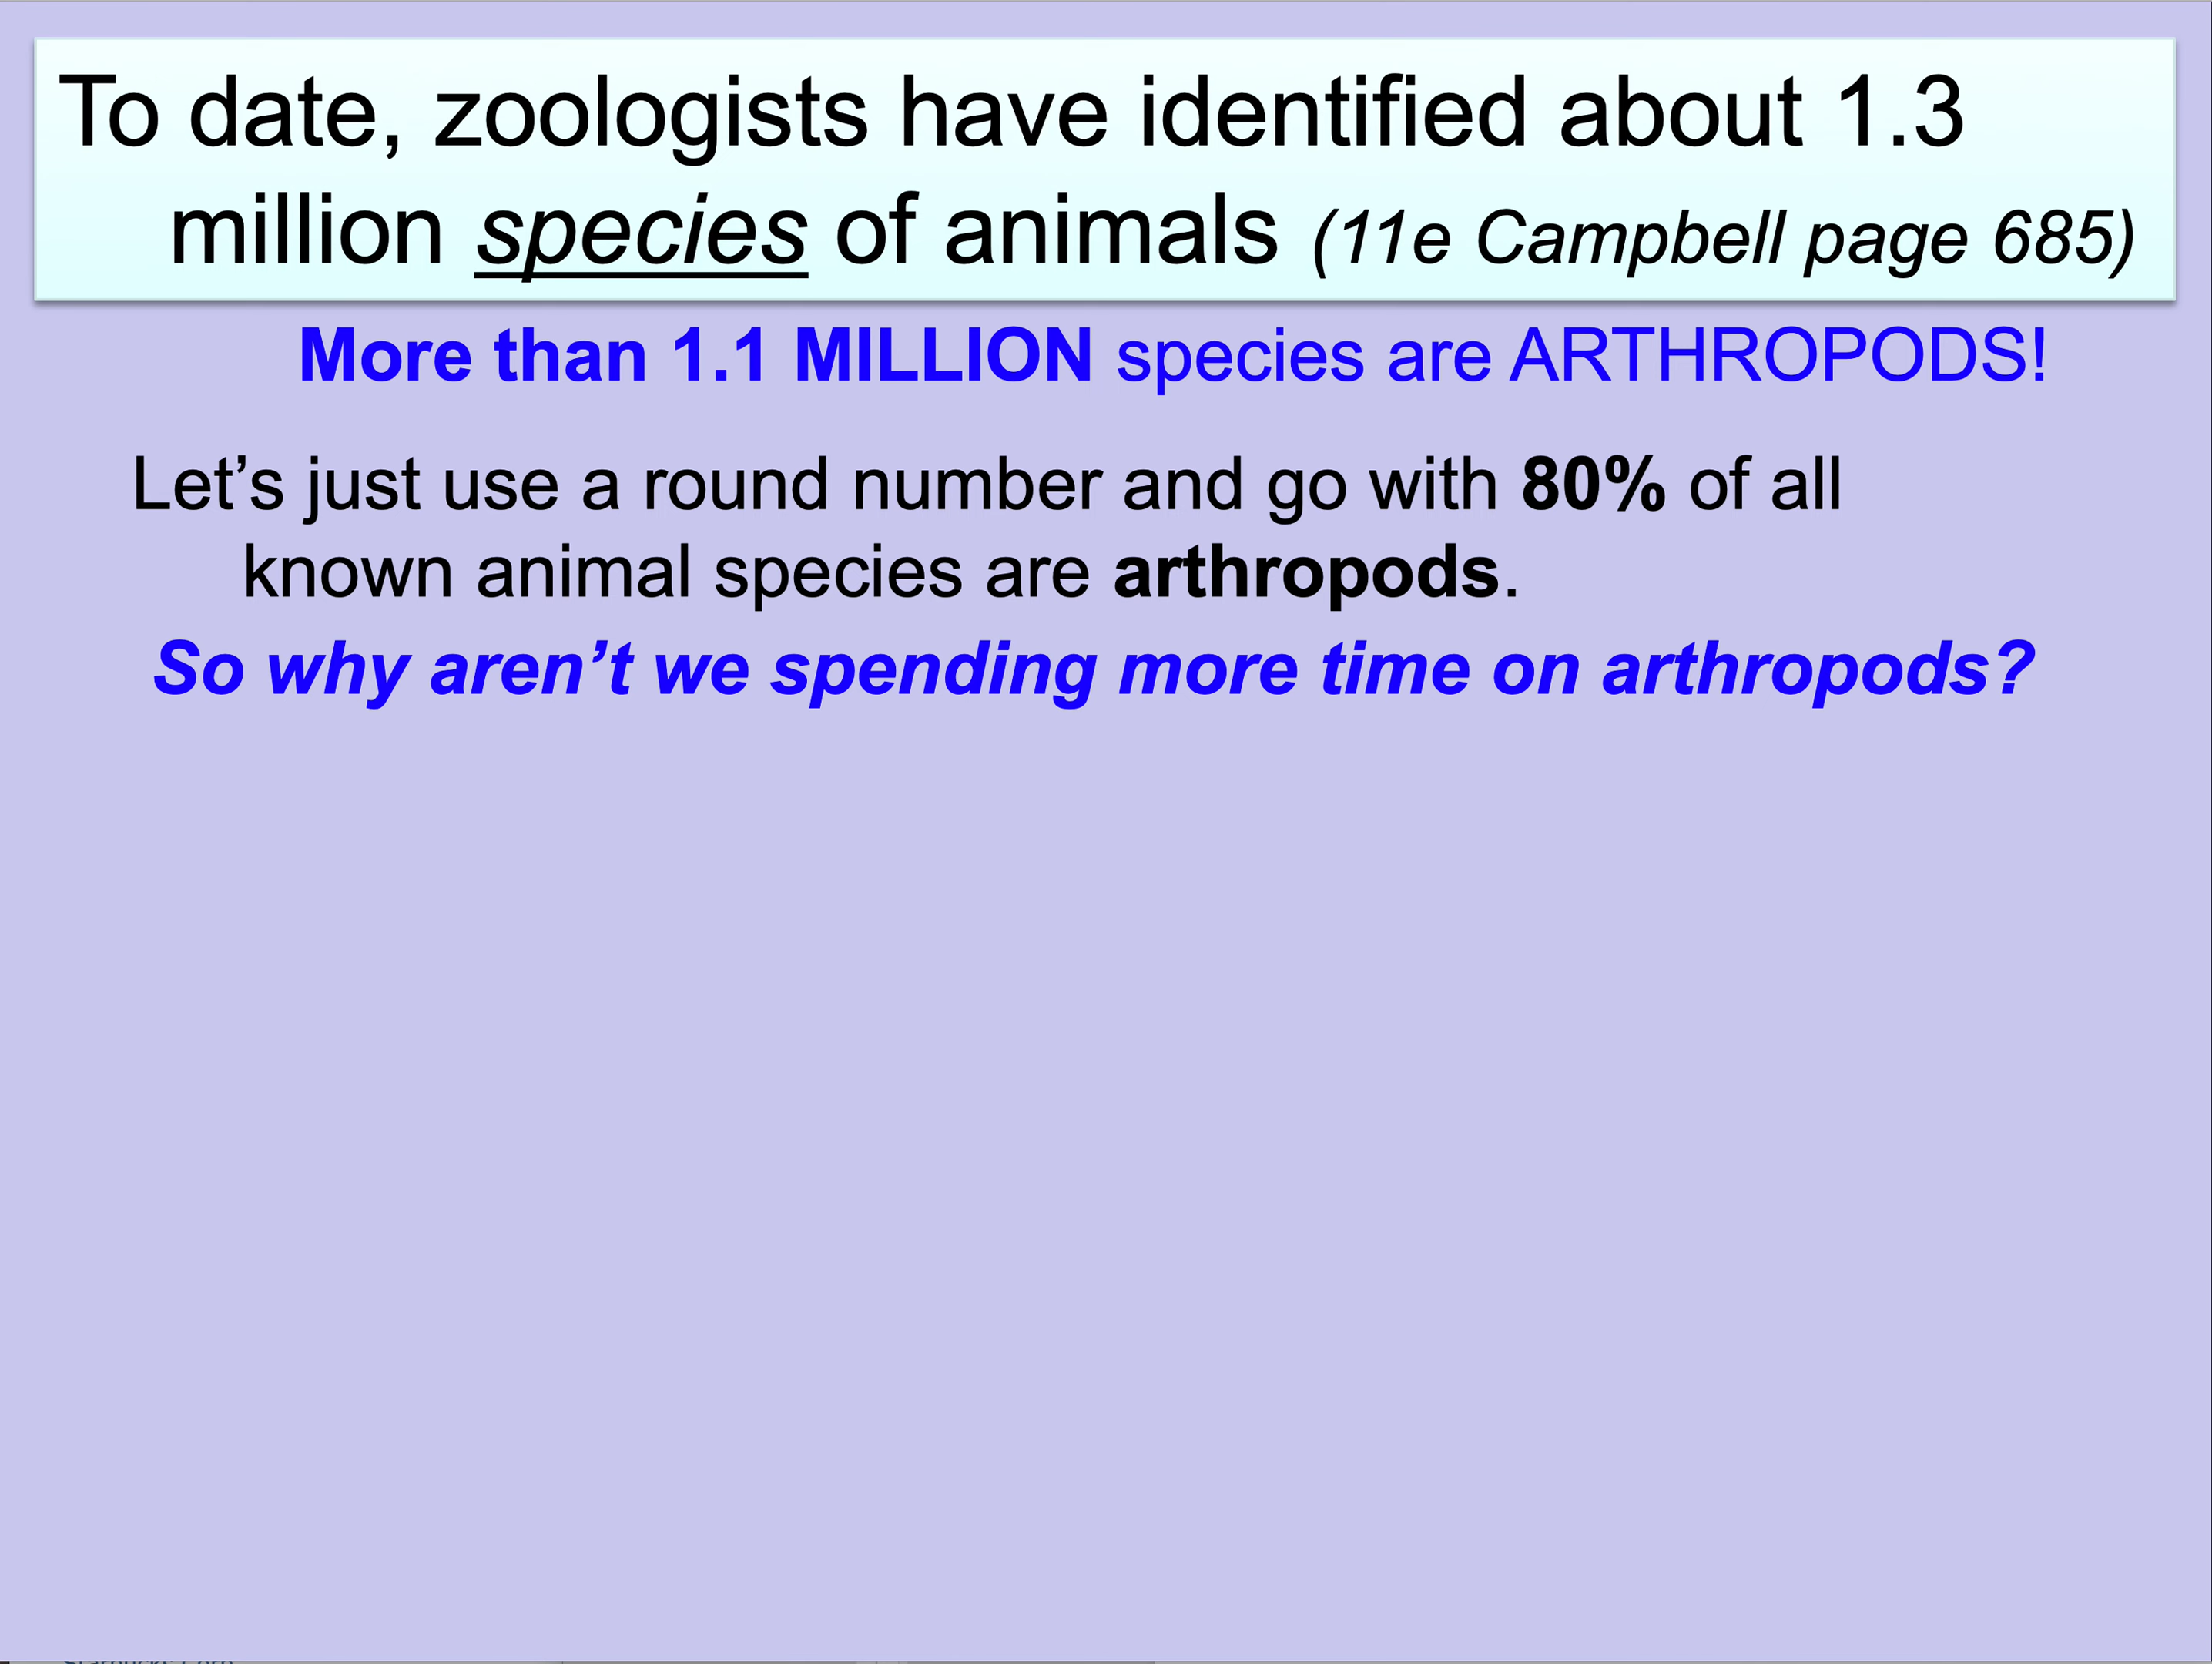 To date, zoologists have identified about 1.3
million species of animals (11e Campbell page 685)
More than 1.1 MILLION species are ARTHROPODS!
Let’s just use a round number and go with 80% of all
known animal species are arthropods.
So why aren’t we spending more time on arthropods?